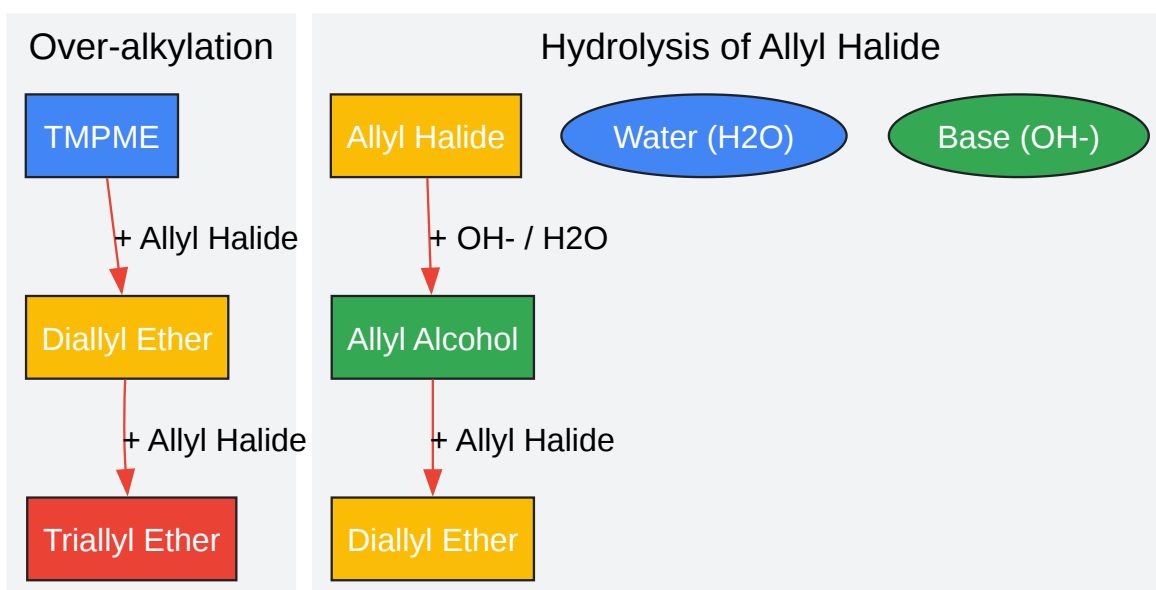 Over-alkylation
TMPME
+ Allyl Halide
Diallyl Ether
+ Allyl Halide
Triallyl Ether
Hydrolysis of Allyl Halide
Allyl Halide
Water (H2O)
Base (OH-)
+ OH- / H2O
Allyl Alcohol
+ Allyl Halide
Diallyl Ether